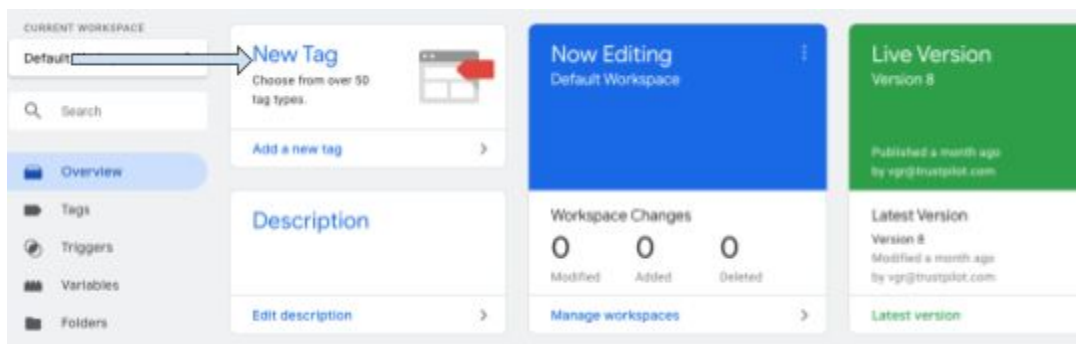 CURRENT WORKSPACE
Default
Search
Overview
Tags
Triggers
Variables
Folders
New Tag
Choose from over 50
tag types.
Add a new tag
Description
Edit description
Now Editing
Default Workspace
Workspace Changes
0 0 0
Modified Added Deleted
Manage workspaces
Live Version
Version 8
Published a month ago
by vgr@trustpilot.com
Latest Version
Version 8
Modified a month ago
by vgr@trustpilot.com
Latest version